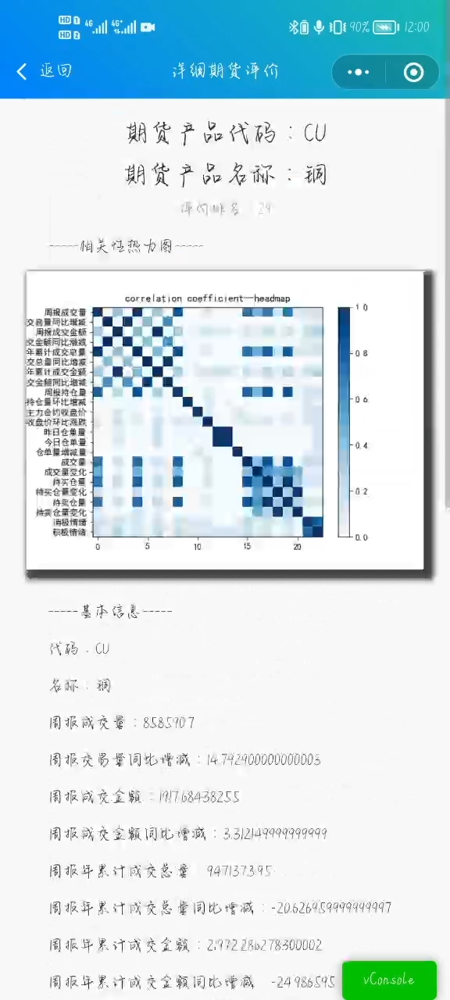 HD 1 4G 4G+ 90% 12:00
HD 2
返回 详细期货评价
期货产品代码：CU
期货产品名称：铜
评价排名：29
-----相关性热力图-----
correlation coefficient--headmap
周报成交量
交易量同比增减
周报成交金额
交金额同比增减
年累计成交总量
交总量同比增减
年累计成交金额
交金额同比增减
周报持仓量
持仓量环比增减
主力合约收盘价
收盘价环比涨跌
昨日仓单量
今日仓单量
仓单量增减量
成交量
成交量变化
持买仓量
持买仓量变化
持卖仓量
持卖仓量变化
消极情绪
积极情绪
0 5 10 15 20
1.0
0.8
0.6
0.4
0.2
0.0
-----基本信息-----
代码：CU
名称：铜
周报成交量：8585907
周报交易量同比增减：14.792900000000003
周报成交金额：19176.8438255
周报成交金额同比增减：3.312149999999999
周报年累计成交总量：9471373.95
周报年累计成交总量同比增减：-20.626959999999997
周报年累计成交金额：2.972286278300002
周报年累计成交金额同比增减：-24.986595
vConsole